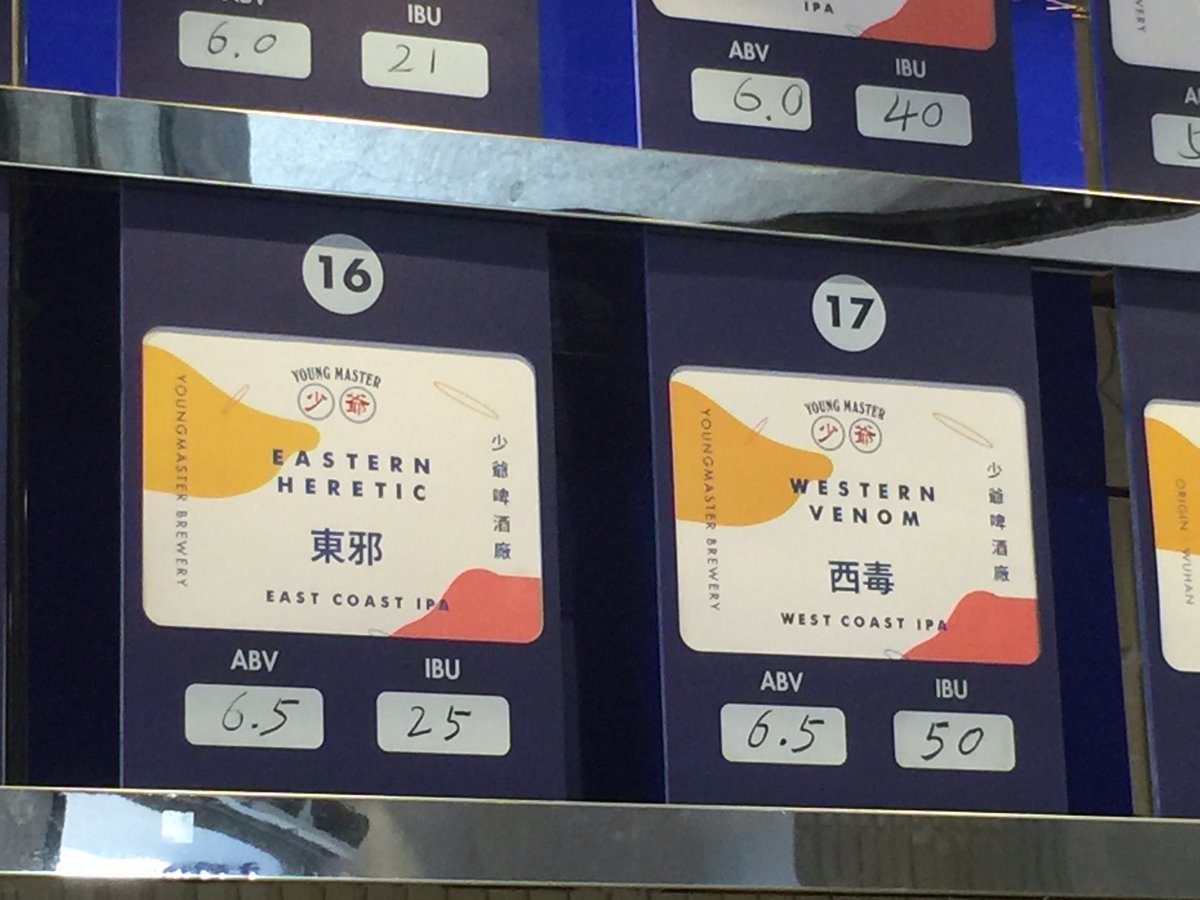 ABV
IBU
6.0
21
IPA
ABV
IBU
6.0
40
16
YOUNG MASTER
少爺
YOUNGMASTER BREWERY
EASTERN
HERETIC
東邪
EAST COAST IPA
少爺啤酒廠
ABV
IBU
6.5
25
17
YOUNG MASTER
少爺
YOUNGMASTER BREWERY
WESTERN
VENOM
西毒
WEST COAST IPA
少爺啤酒廠
ABV
IBU
6.5
50
ORIGIN WUHAN